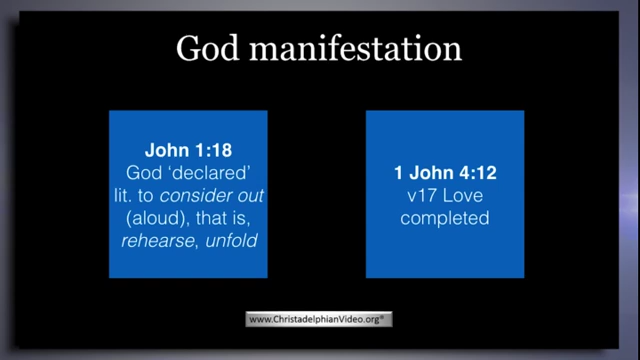 God manifestation
John 1:18
God ‘declared’
lit. to consider out
(aloud), that is,
rehearse, unfold
1 John 4:12
v17 Love
completed
www.ChristadelphianVideo.org®